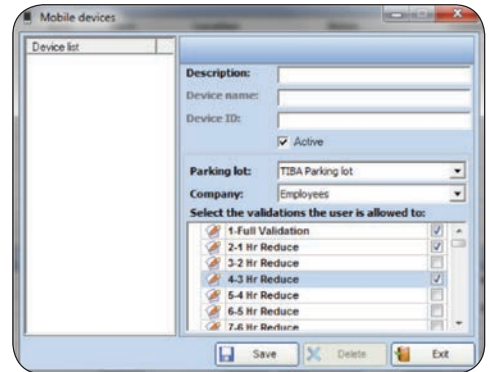 Mobile devices
Device list
Description:
Device name:
Device ID:
Active
Parking lot: TIBA Parking lot
Company: Employees
Select the validations the user is allowed to:
1-Full Validation
2-1 Hr Reduce
3-2 Hr Reduce
4-3 Hr Reduce
5-4 Hr Reduce
6-5 Hr Reduce
7-6 Hr Reduce
Save Delete Exit